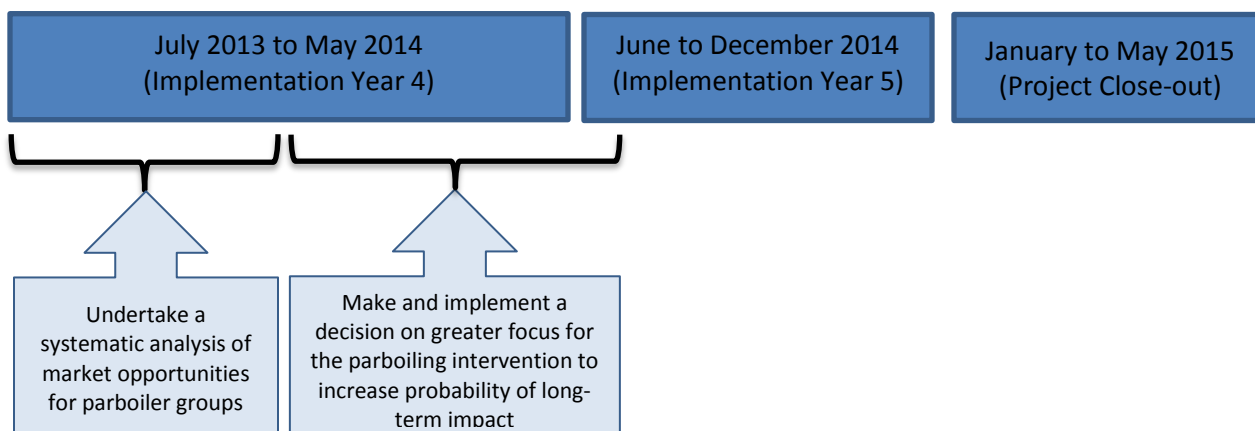 July 2013 to May 2014
(Implementation Year 4)
June to December 2014
(Implementation Year 5)
January to May 2015
(Project Close-out)
Undertake a
systematic analysis of
market opportunities
for parboiler groups
Make and implement a
decision on greater focus for
the parboiling intervention to
increase probability of long-
term impact